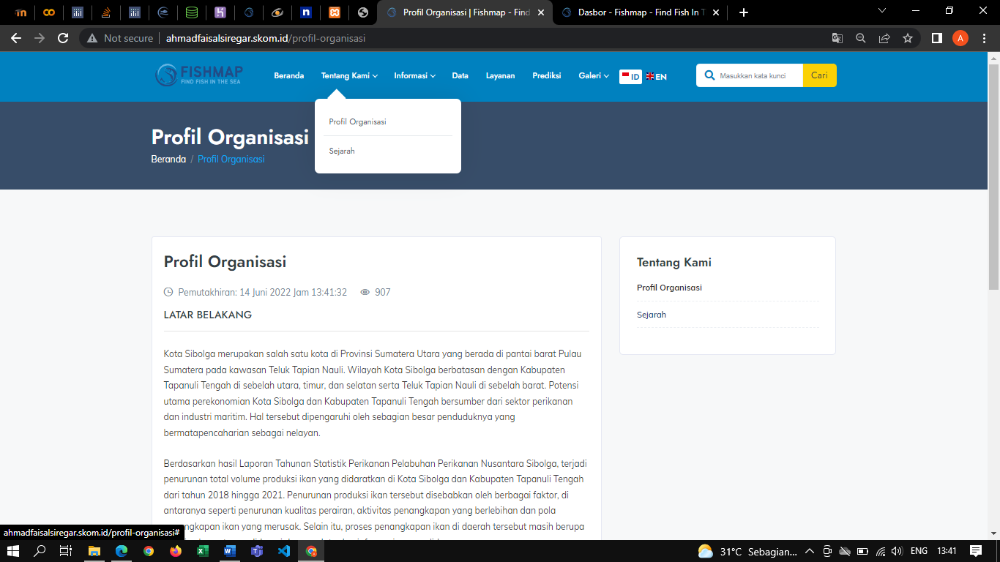 Profil Organisasi | Fishmap - Find
Dasbor - Fishmap - Find Fish In T
Not secure
ahmadfaisalsiregar.skom.id/profil-organisasi
A
FISHMAP
FIND FISH IN THE SEA
Beranda
Tentang Kami
Informasi
Data
Layanan
Prediksi
Galeri
ID
EN
Masukkan kata kunci
Cari
Profil Organisasi
Sejarah
Profil Organisasi
Beranda / Profil Organisasi
Profil Organisasi
Pemutakhiran: 14 Juni 2022 Jam 13:41:32
907
LATAR BELAKANG
Kota Sibolga merupakan salah satu kota di Provinsi Sumatera Utara yang berada di pantai barat Pulau
Sumatera pada kawasan Teluk Tapian Nauli. Wilayah Kota Sibolga berbatasan dengan Kabupaten
Tapanuli Tengah di sebelah utara, timur, dan selatan serta Teluk Tapian Nauli di sebelah barat. Potensi
utama perekonomian Kota Sibolga dan Kabupaten Tapanuli Tengah bersumber dari sektor perikanan
dan industri maritim. Hal tersebut dipengaruhi oleh sebagian besar penduduknya yang
bermatapencaharian sebagai nelayan.
Berdasarkan hasil Laporan Tahunan Statistik Perikanan Pelabuhan Perikanan Nusantara Sibolga, terjadi
penurunan total volume produksi ikan yang didaratkan di Kota Sibolga dan Kabupaten Tapanuli Tengah
dari tahun 2018 hingga 2021. Penurunan produksi ikan tersebut disebabkan oleh berbagai faktor, di
antaranya seperti penurunan kualitas perairan, aktivitas penangkapan yang berlebihan dan pola
ngkapan ikan yang merusak. Selain itu, proses penangkapan ikan di daerah tersebut masih berupa
Tentang Kami
Profil Organisasi
Sejarah
ahmadfaisalsiregar.skom.id/profil-organisasi#
31°C Sebagian...
ENG
13:41